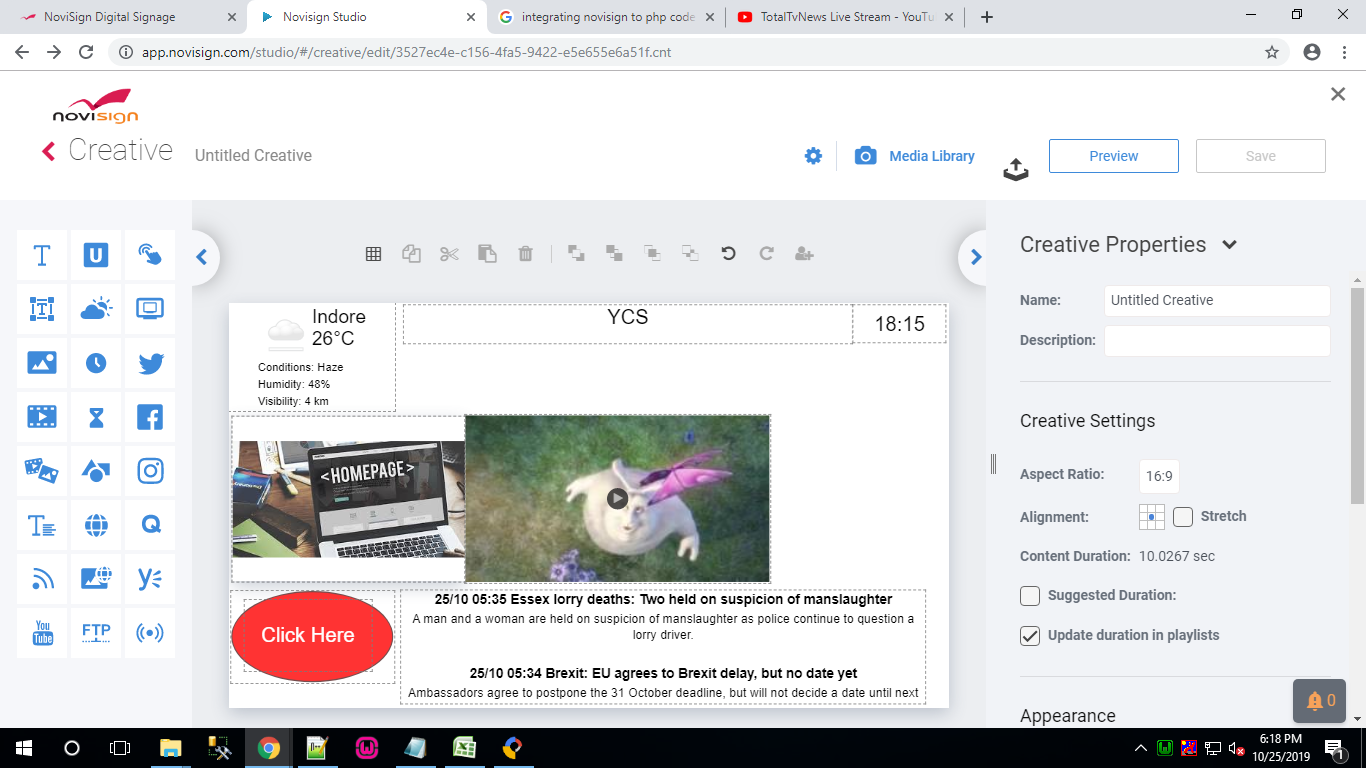 NoviSign Digital Signage
Novisign Studio
integrating novisign to php code
TotalTvNews Live Stream - YouTu
app.novisign.com/studio/#/creative/edit/3527ec4e-c156-4fa5-9422-e5e655e6a51f.cnt
novisign
Creative
Untitled Creative
Media Library
Preview
Save
T
U
T
T
Q
y
You
Tube
FTP
Indore
26°C
Conditions: Haze
Humidity: 48%
Visibility: 4 km
YCS
18:15
<HOMEPAGE>
Click Here
25/10 05:35 Essex lorry deaths: Two held on suspicion of manslaughter
A man and a woman are held on suspicion of manslaughter as police continue to question a
lorry driver.
25/10 05:34 Brexit: EU agrees to Brexit delay, but no date yet
Ambassadors agree to postpone the 31 October deadline, but will not decide a date until next
Creative Properties
Name: Untitled Creative
Description:
Creative Settings
Aspect Ratio: 16:9
Alignment: Stretch
Content Duration: 10.0267 sec
Suggested Duration:
Update duration in playlists
Appearance
0
6:18 PM
10/25/2019
1